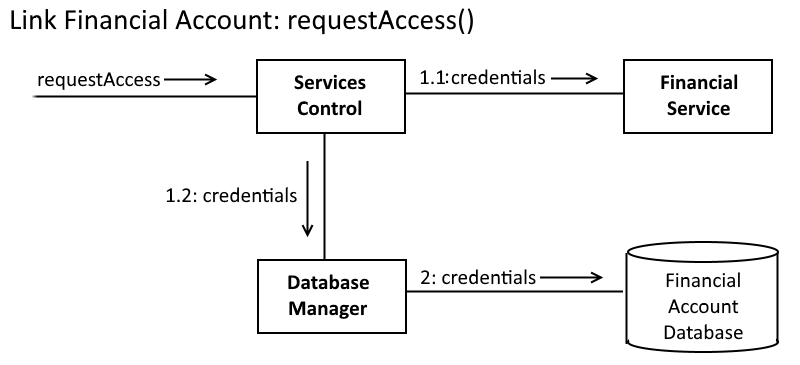 Link Financial Account: requestAccess()
requestAccess
Services
Control
1.1:credentials
Financial
Service
1.2: credentials
Database
Manager
2: credentials
Financial
Account
Database